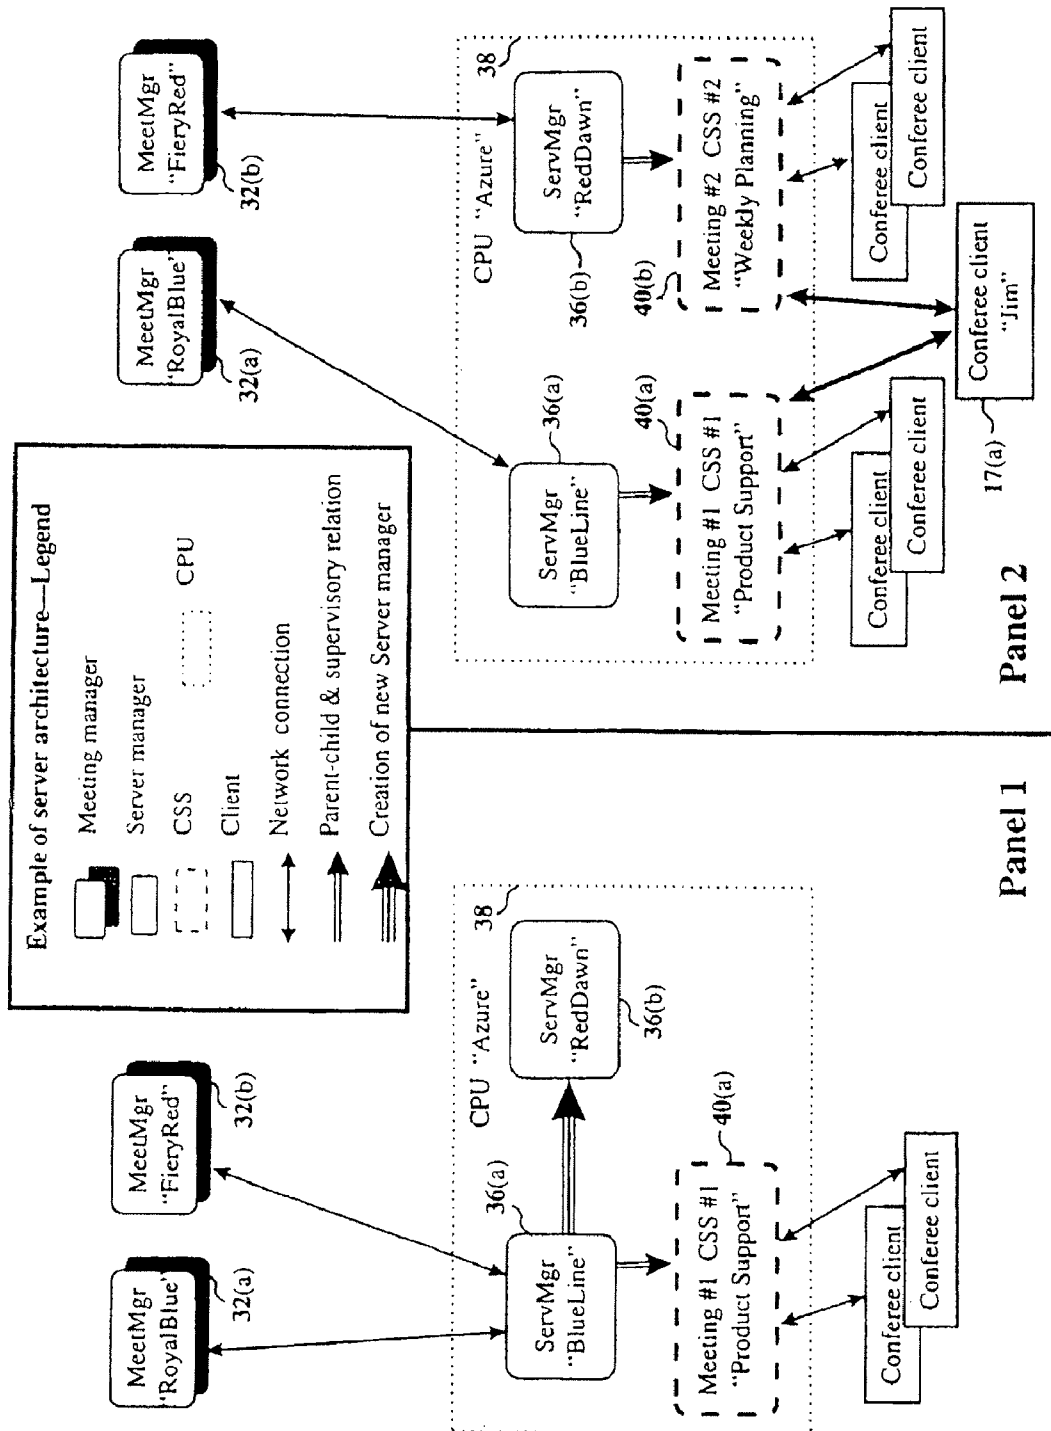 Example of server architecture—Legend
Meeting manager
Server manager
CSS
CPU
Client
Network connection
Parent-child & supervisory relation
Creation of new Server manager
MeetMgr
“RoyalBlue”
32(a)
MeetMgr
“FieryRed”
32(b)
CPU “Azure”
38
36(a)
ServMgr
“BlueLine”
ServMgr
“RedDawn”
36(b)
Meeting #1 CSS #1
“Product Support”
40(a)
Conferee client
Conferee client
Panel 1
MeetMgr
“RoyalBlue”
32(a)
MeetMgr
“FieryRed”
32(b)
CPU “Azure”
38
ServMgr
“BlueLine”
36(a)
ServMgr
“RedDawn”
36(b)
40(a)
Meeting #1 CSS #1
“Product Support”
40(b)
Meeting #2 CSS #2
“Weekly Planning”
Conferee client
Conferee client
Conferee client
Conferee client
Conferee client
“Jim”
17(a)
Panel 2